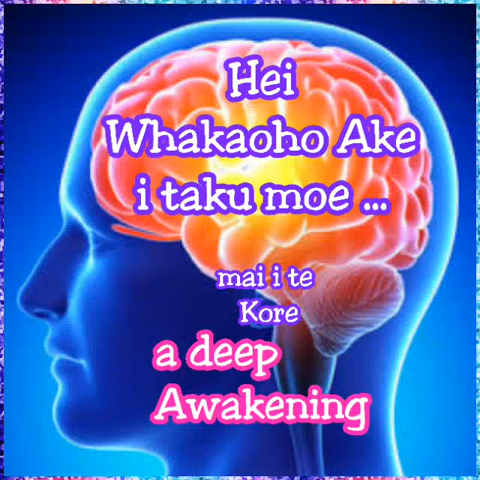 Hei
Whakaoho Ake
i taku moe ...
mai i te
Kore
a deep
Awakening